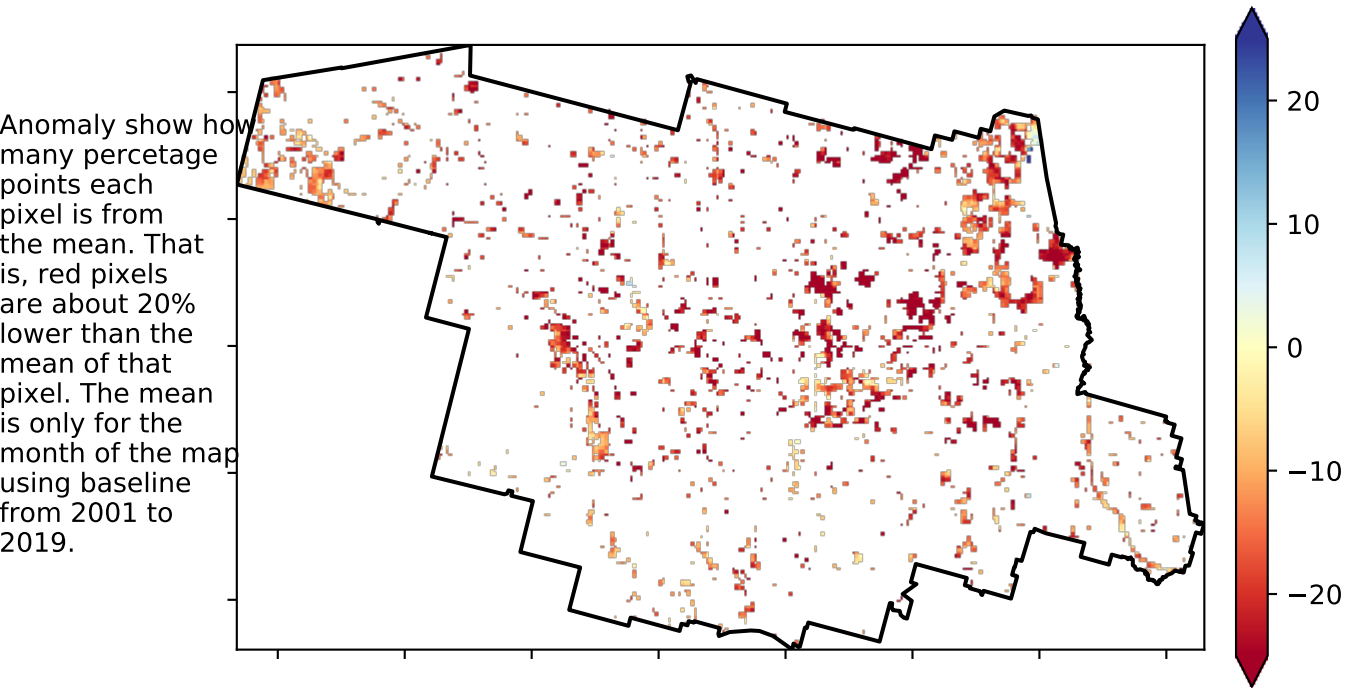 Anomaly show how
many percetage
points each
pixel is from
the mean. That
is, red pixels
are about 20%
lower than the
mean of that
pixel. The mean
is only for the
month of the map
using baseline
from 2001 to
2019.
20
10
0
−10
−20